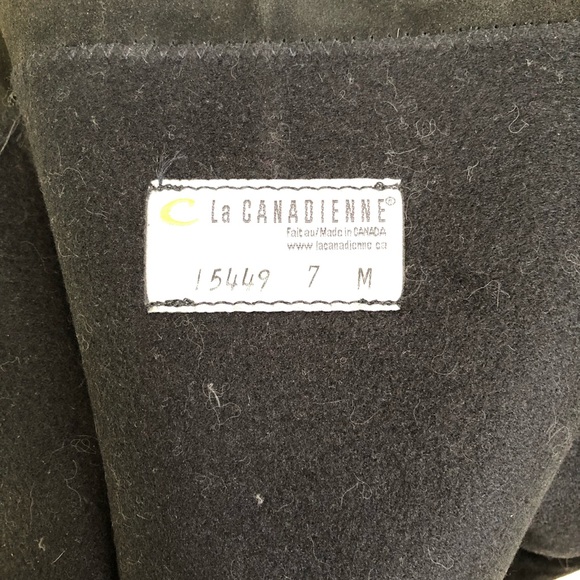 La CANADIENNE®
Fait au/Made in CANADA
www.lacanadienne.ca
15449 7 M